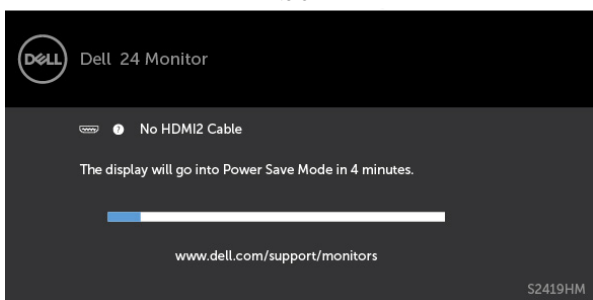 DELL
Dell 24 Monitor
? No HDMI2 Cable
The display will go into Power Save Mode in 4 minutes.
www.dell.com/support/monitors
S2419HM